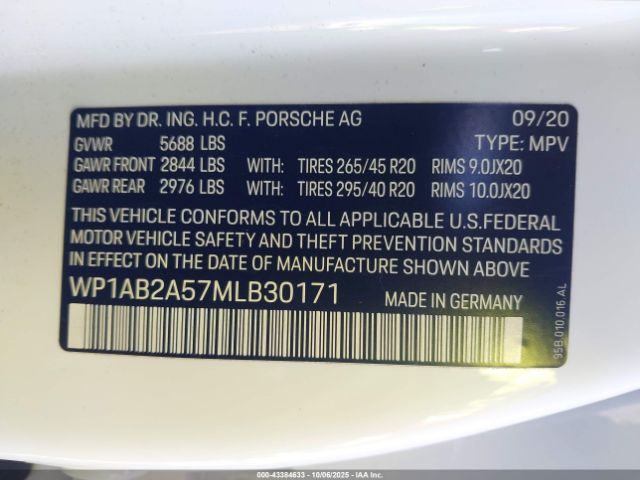 MFD BY DR. ING. H.C. F. PORSCHE AG 09/20
GVWR 5688 LBS TYPE: MPV
GAWR FRONT 2844 LBS WITH: TIRES 265/45 R20 RIMS 9.0JX20
GAWR REAR 2976 LBS WITH: TIRES 295/40 R20 RIMS 10.0JX20
THIS VEHICLE CONFORMS TO ALL APPLICABLE U.S.FEDERAL
MOTOR VEHICLE SAFETY AND THEFT PREVENTION STANDARDS
IN EFFECT ON THE DATE OF MANUFACTURE SHOWN ABOVE.
WP1AB2A57MLB30171 MADE IN GERMANY
95B.010.016.AL
000-43384633 | 10/06/2025 | IAAI.COM